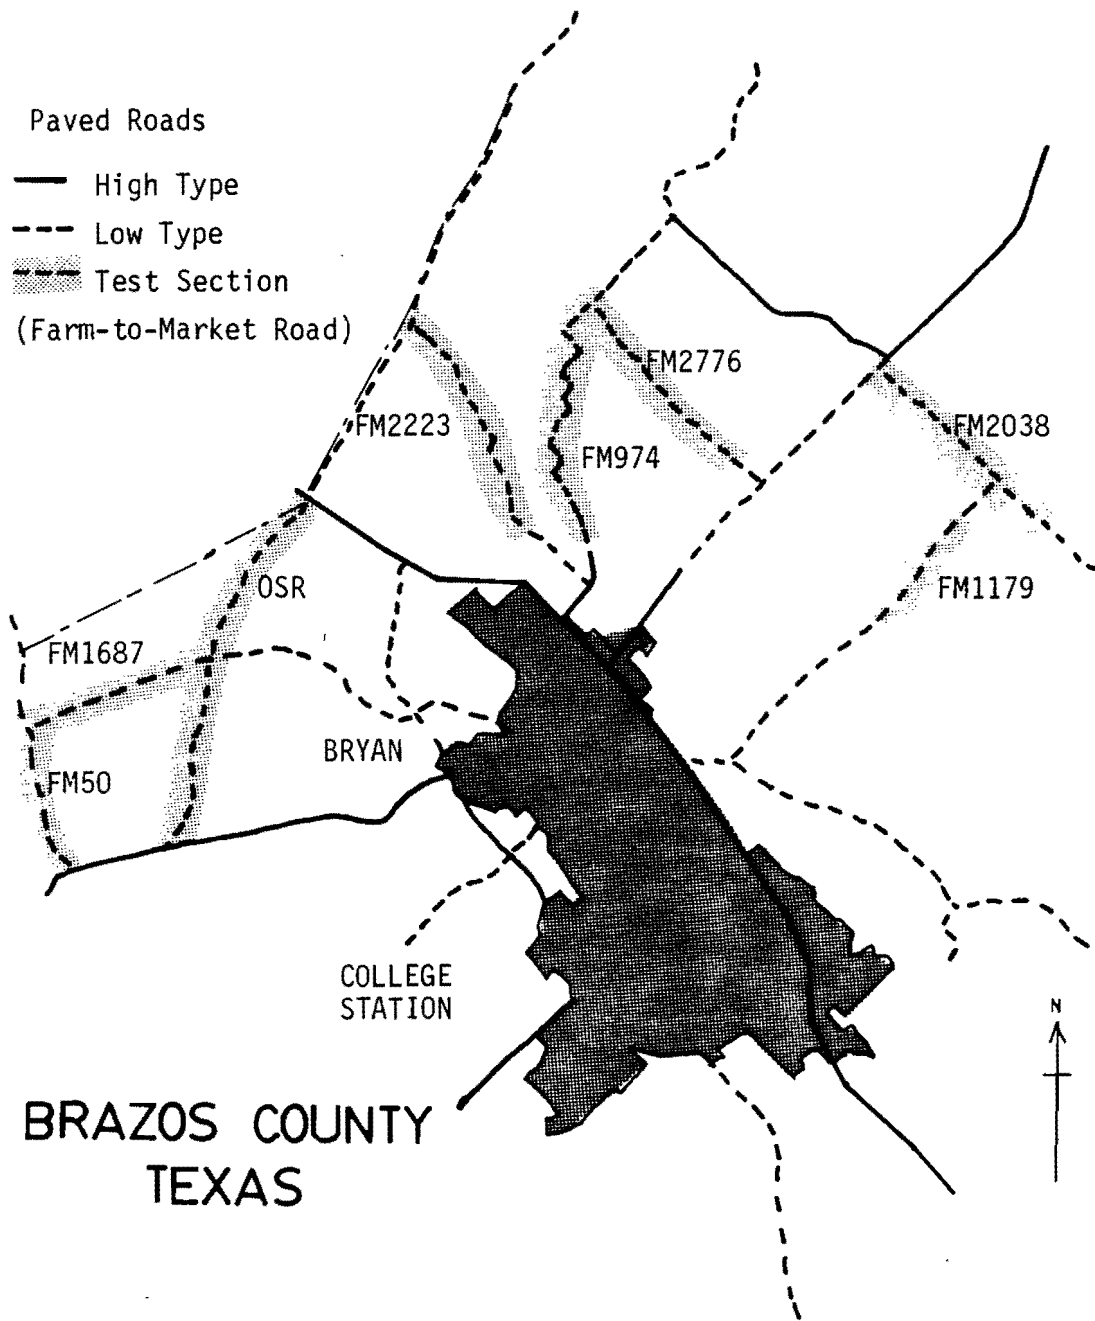 Paved Roads
High Type
Low Type
Test Section
(Farm-to-Market Road)
FM2776
FM2223
FM2038
FM974
OSR
FM1179
FM1687
BRYAN
FM50
COLLEGE
STATION
N
BRAZOS COUNTY
TEXAS